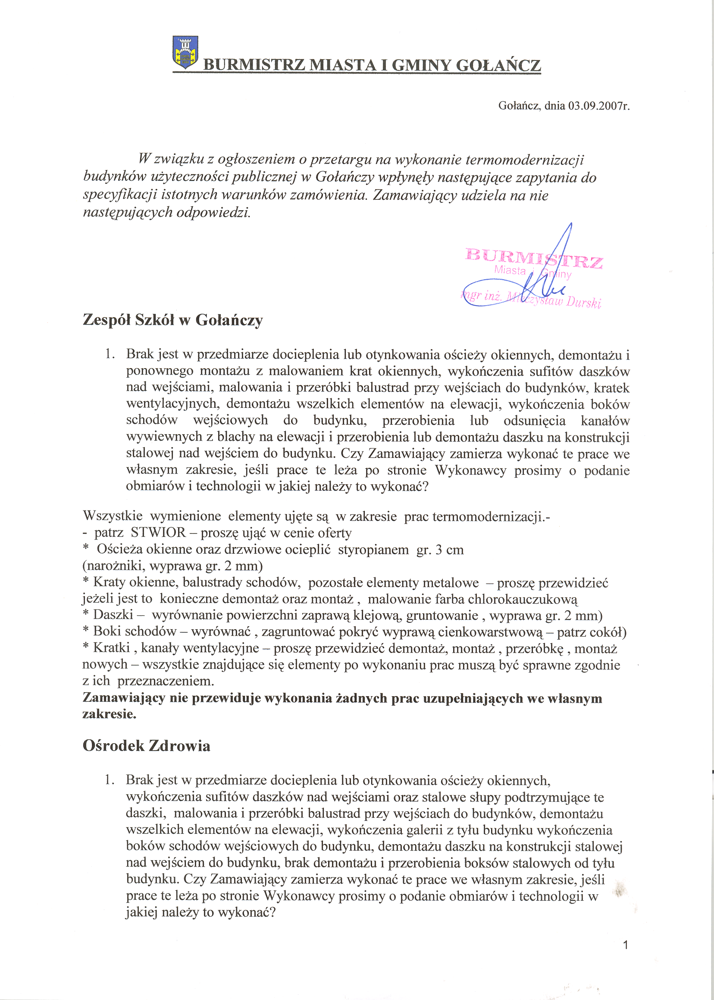 BURMISTRZ MIASTA I GMINY GOŁAŃCZ
Gołańcz, dnia 03.09.2007r.
W związku z ogłoszeniem o przetargu na wykonanie termomodernizacji
budynków użyteczności publicznej w Gołańczy wpłynęły następujące zapytania do
specyfikacji istotnych warunków zamówienia. Zamawiający udziela na nie
następujących odpowiedzi.
BURMISTRZ
Miasta i Gminy
mgr inż. Mieczysław Durski
Zespół Szkół w Gołańczy
1. Brak jest w przedmiarze docieplenia lub otynkowania ościeży okiennych, demontażu i
ponownego montażu z malowaniem krat okiennych, wykończenia sufitów daszków
nad wejściami, malowania i przeróbki balustrad przy wejściach do budynków, kratek
wentylacyjnych, demontażu wszelkich elementów na elewacji, wykończenia boków
schodów wejściowych do budynku, przerobienia lub odsunięcia kanałów
wywiewnych z blachy na elewacji i przerobienia lub demontażu daszku na konstrukcji
stalowej nad wejściem do budynku. Czy Zamawiający zamierza wykonać te prace we
własnym zakresie, jeśli prace te leża po stronie Wykonawcy prosimy o podanie
obmiarów i technologii w jakiej należy to wykonać?
Wszystkie wymienione elementy ujęte są w zakresie prac termomodernizacji.-
- patrz STWIOR – proszę ująć w cenie oferty
* Ościeża okienne oraz drzwiowe ocieplić styropianem gr. 3 cm
(narożniki, wyprawa gr. 2 mm)
* Kraty okienne, balustrady schodów, pozostałe elementy metalowe – proszę przewidzieć
jeżeli jest to konieczne demontaż oraz montaż , malowanie farba chlorokauczukową
* Daszki – wyrównanie powierzchni zaprawą klejową, gruntowanie , wyprawa gr. 2 mm)
* Boki schodów – wyrównać , zagruntować pokryć wyprawą cienkowarstwową – patrz cokół)
* Kratki , kanały wentylacyjne – proszę przewidzieć demontaż, montaż , przeróbkę , montaż
nowych – wszystkie znajdujące się elementy po wykonaniu prac muszą być sprawne zgodnie
z ich przeznaczeniem.
Zamawiający nie przewiduje wykonania żadnych prac uzupełniających we własnym
zakresie.
Ośrodek Zdrowia
1. Brak jest w przedmiarze docieplenia lub otynkowania ościeży okiennych,
wykończenia sufitów daszków nad wejściami oraz stalowe słupy podtrzymujące te
daszki, malowania i przeróbki balustrad przy wejściach do budynków, demontażu
wszelkich elementów na elewacji, wykończenia galerii z tyłu budynku wykończenia
boków schodów wejściowych do budynku, demontażu daszku na konstrukcji stalowej
nad wejściem do budynku, brak demontażu i przerobienia boksów stalowych od tyłu
budynku. Czy Zamawiający zamierza wykonać te prace we własnym zakresie, jeśli
prace te leża po stronie Wykonawcy prosimy o podanie obmiarów i technologii w
jakiej należy to wykonać?
1